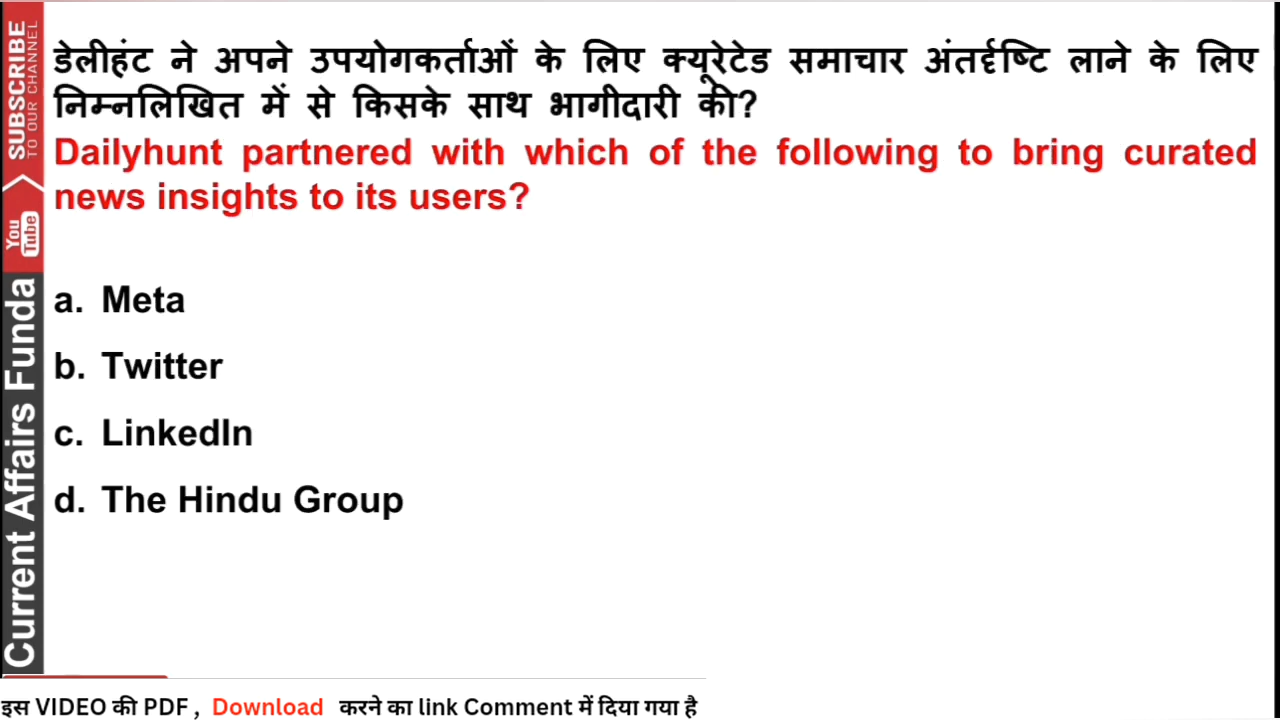 डेलीहंट ने अपने उपयोगकर्ताओं के लिए क्यूरेटेड समाचार अंतर्दृष्टि लाने के लिए
निम्नलिखित में से किसके साथ भागीदारी की?
Dailyhunt partnered with which of the following to bring curated
news insights to its users?
a. Meta
b. Twitter
c. LinkedIn
d. The Hindu Group
SUBSCRIBE
TO OUR CHANNEL
You
Tube
Current Affairs Funda
इस VIDEO की PDF , Download करने का link Comment में दिया गया है